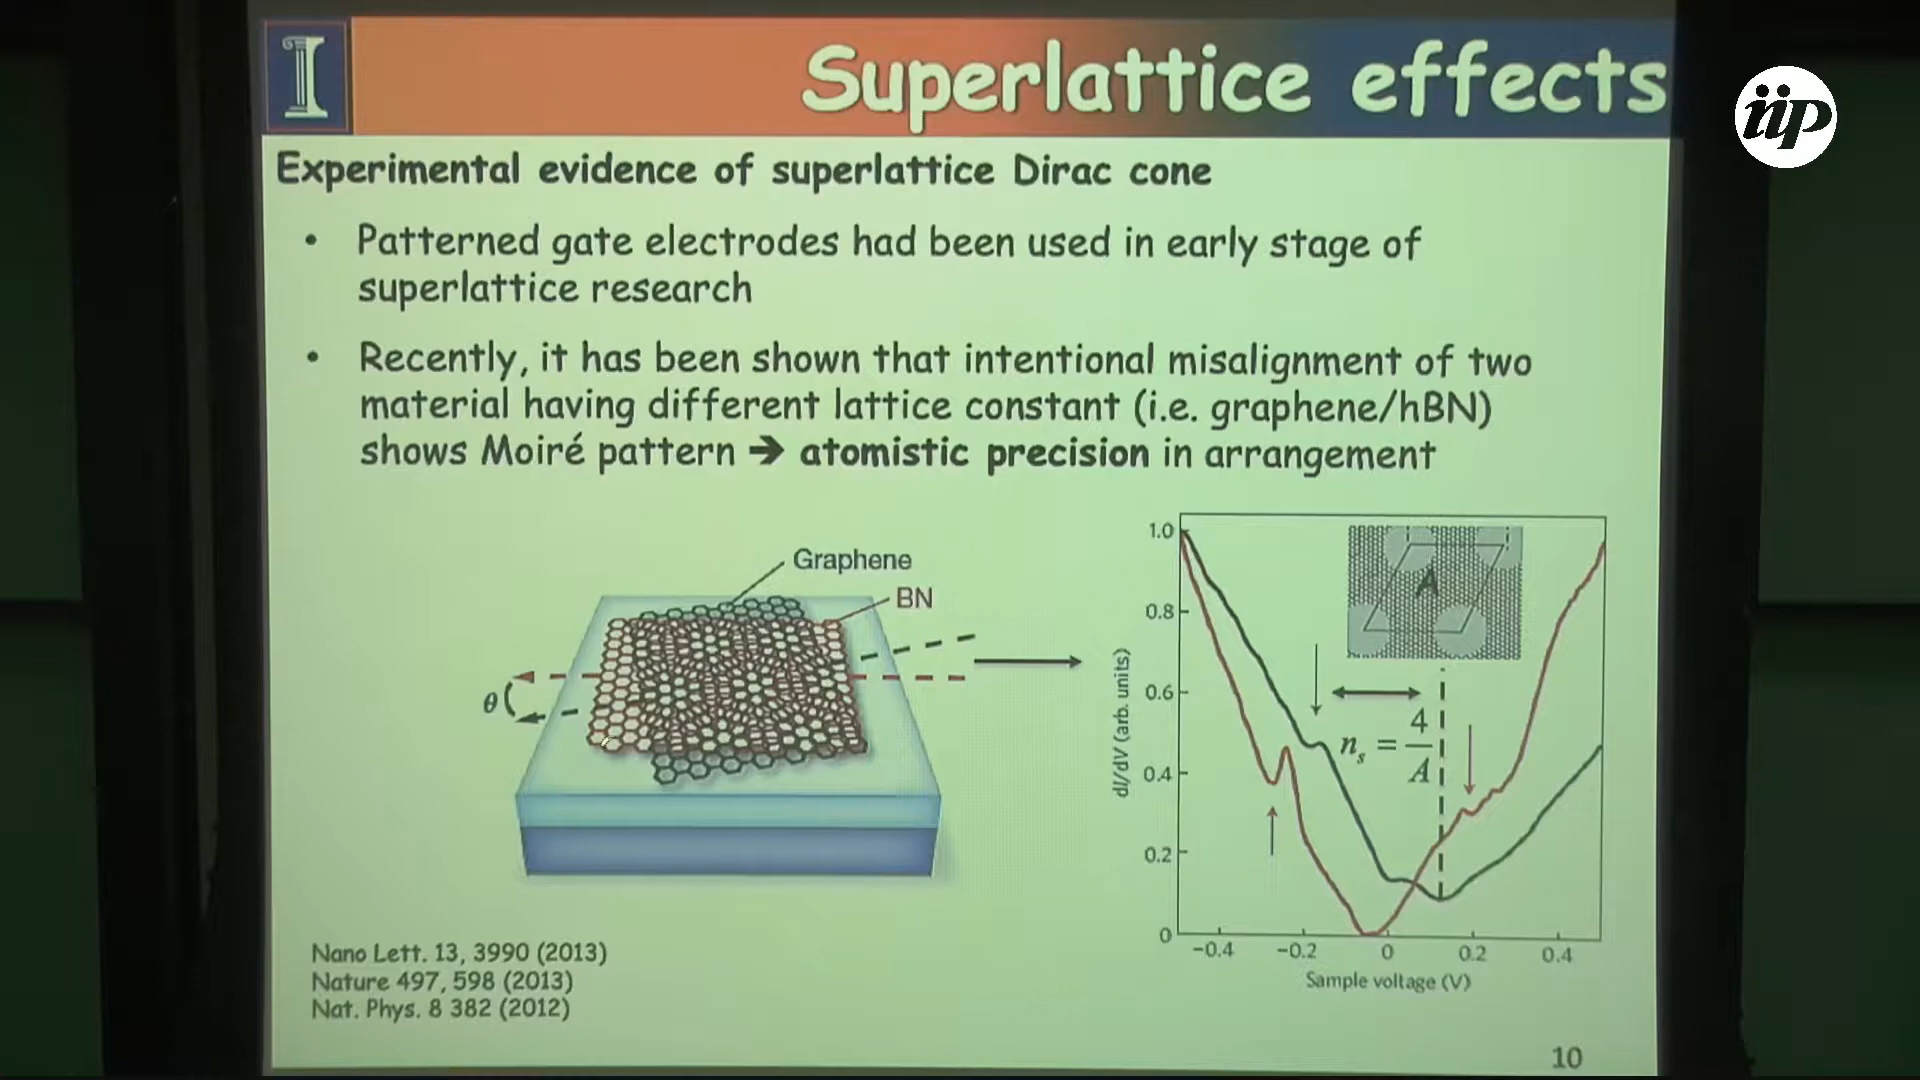 I
Superlattice effects
iip
Experimental evidence of superlattice Dirac cone
• Patterned gate electrodes had been used in early stage of
superlattice research
• Recently, it has been shown that intentional misalignment of two
material having different lattice constant (i.e. graphene/hBN)
shows Moiré pattern ➔ atomistic precision in arrangement
Graphene
BN
θ
1.0
0.8
0.6
0.4
0.2
0
dI/dV (arb. units)
A
n_s = 4/A
−0.4 −0.2 0 0.2 0.4
Sample voltage (V)
Nano Lett. 13, 3990 (2013)
Nature 497, 598 (2013)
Nat. Phys. 8 382 (2012)
10